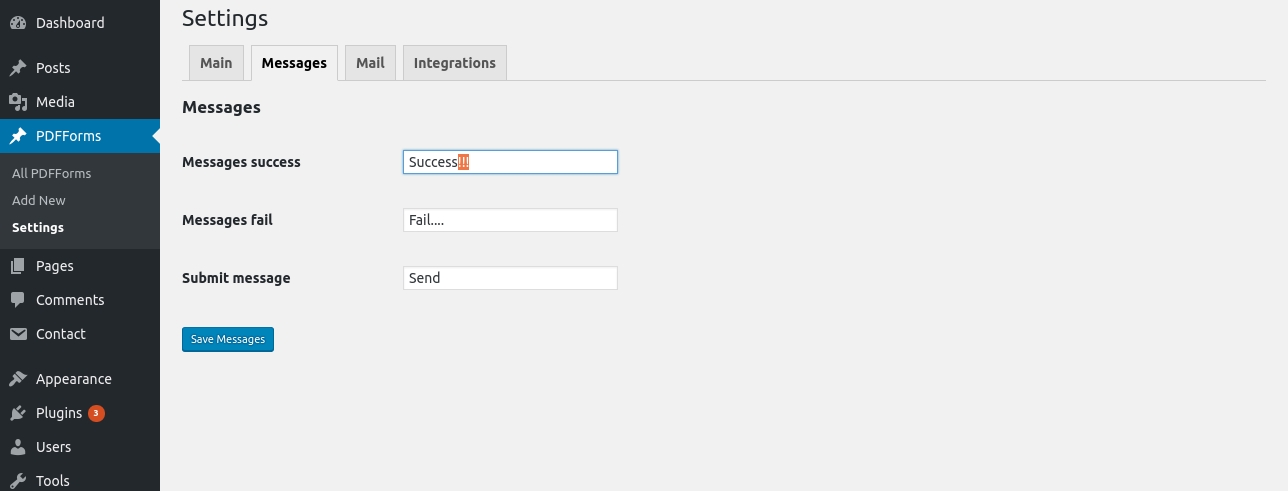 Dashboard
Posts
Media
PDFForms
All PDFForms
Add New
Settings
Pages
Comments
Contact
Appearance
Plugins 3
Users
Tools
Settings
Main Messages Mail Integrations
Messages
Messages success Success!!!
Messages fail Fail....
Submit message Send
Save Messages